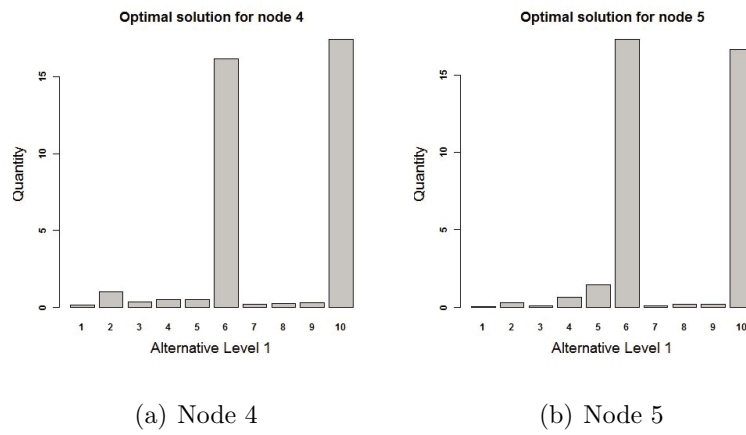 Optimal solution for node 4
Quantity
15
10
5
0
1 2 3 4 5 6 7 8 9 10
Alternative Level 1
(a) Node 4
Optimal solution for node 5
Quantity
15
10
5
0
1 2 3 4 5 6 7 8 9 10
Alternative Level 1
(b) Node 5